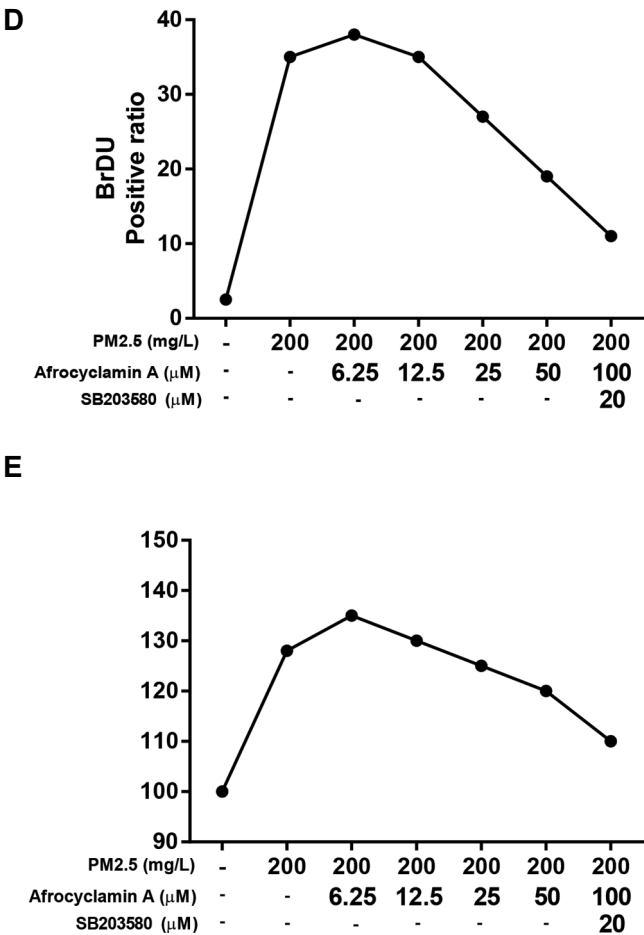 D
BrDU
Positive ratio
40
30
20
10
0
PM2.5 (mg/L) - 200 200 200 200 200 200
Afrocyclamin A (μM) - - 6.25 12.5 25 50 100
SB203580 (μM) - - - - - - 20
E
150
140
130
120
110
100
90
PM2.5 (mg/L) - 200 200 200 200 200 200
Afrocyclamin A (μM) - - 6.25 12.5 25 50 100
SB203580 (μM) - - - - - - 20